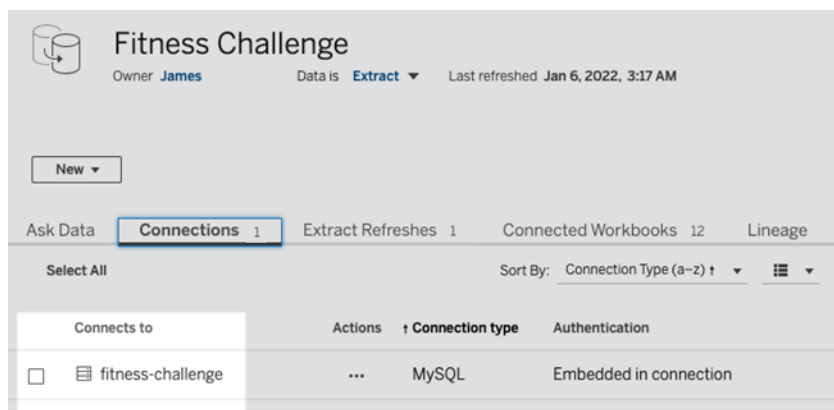 Fitness Challenge
Owner James Data is Extract Last refreshed Jan 6, 2022, 3:17 AM
New
Ask Data Connections 1 Extract Refreshes 1 Connected Workbooks 12 Lineage
Select All Sort By: Connection Type (a–z) ↑
Connects to Actions ↑ Connection type Authentication
fitness-challenge ••• MySQL Embedded in connection